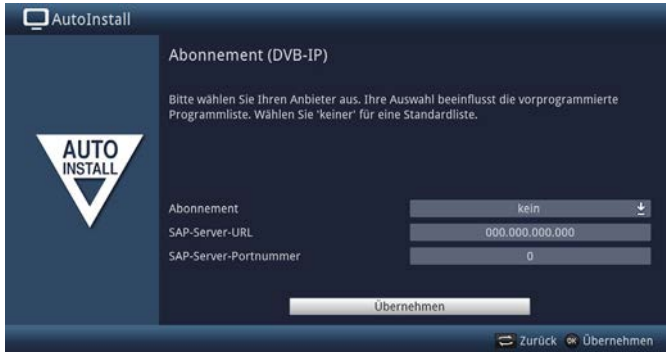 AutoInstall
Abonnement (DVB-IP)
Bitte wählen Sie Ihren Anbieter aus. Ihre Auswahl beeinflusst die vorprogrammierte
Programmliste. Wählen Sie 'keiner' für eine Standardliste.
AUTO
INSTALL
Abonnement kein
SAP-Server-URL 000.000.000.000
SAP-Server-Portnummer 0
Übernehmen
Zurück OK Übernehmen